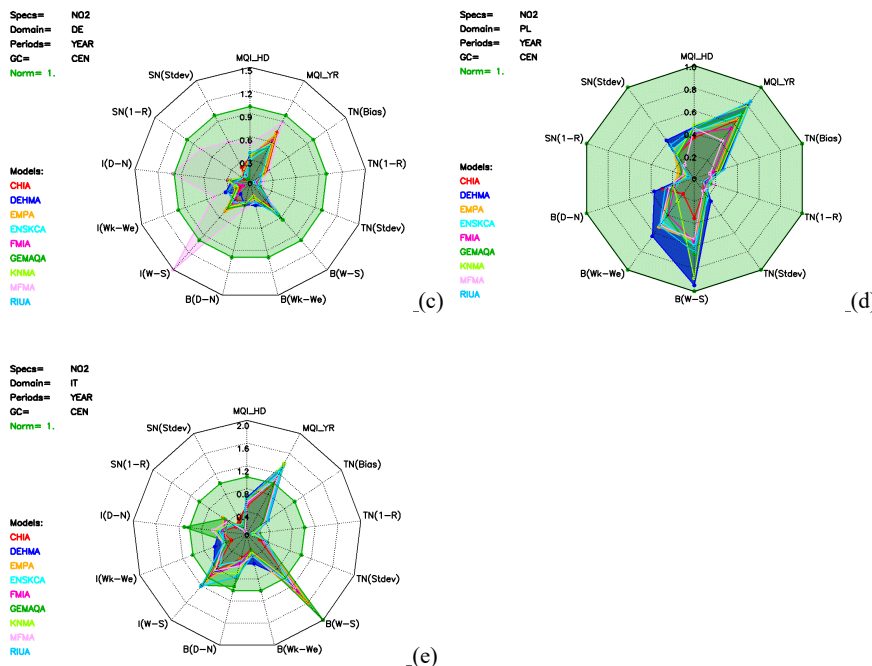 Specs= NO2
Domain= DE
Periods= YEAR
GC= CEN
Norm= 1.
MQI_HD
MQI_YR
TN(Bias)
TN(1-R)
TN(Stdev)
B(W-S)
B(Wk-We)
B(D-N)
I(W-S)
I(Wk-We)
I(D-N)
SN(1-R)
SN(Stdev)
1.5
1.2
0.9
0.6
0.3
0
Models:
CHIA
DEHMA
EMPA
ENSKCA
FMIA
GEMAQA
KNMA
MFMA
RIUA
_(c)
Specs= NO2
Domain= PL
Periods= YEAR
GC= CEN
Norm= 1.
MQI_HD
MQI_YR
TN(Bias)
TN(1-R)
TN(Stdev)
B(W-S)
B(Wk-We)
B(D-N)
SN(1-R)
SN(Stdev)
1.0
0.8
0.6
0.4
0.2
0
Models:
CHIA
DEHMA
EMPA
ENSKCA
FMIA
GEMAQA
KNMA
MFMA
RIUA
_(d)
Specs= NO2
Domain= IT
Periods= YEAR
GC= CEN
Norm= 1.
MQI_HD
MQI_YR
TN(Bias)
TN(1-R)
TN(Stdev)
B(W-S)
B(Wk-We)
B(D-N)
I(W-S)
I(Wk-We)
I(D-N)
SN(1-R)
SN(Stdev)
2.0
1.6
1.2
0.8
0.4
0
Models:
CHIA
DEHMA
EMPA
ENSKCA
FMIA
GEMAQA
KNMA
MFMA
RIUA
_(e)